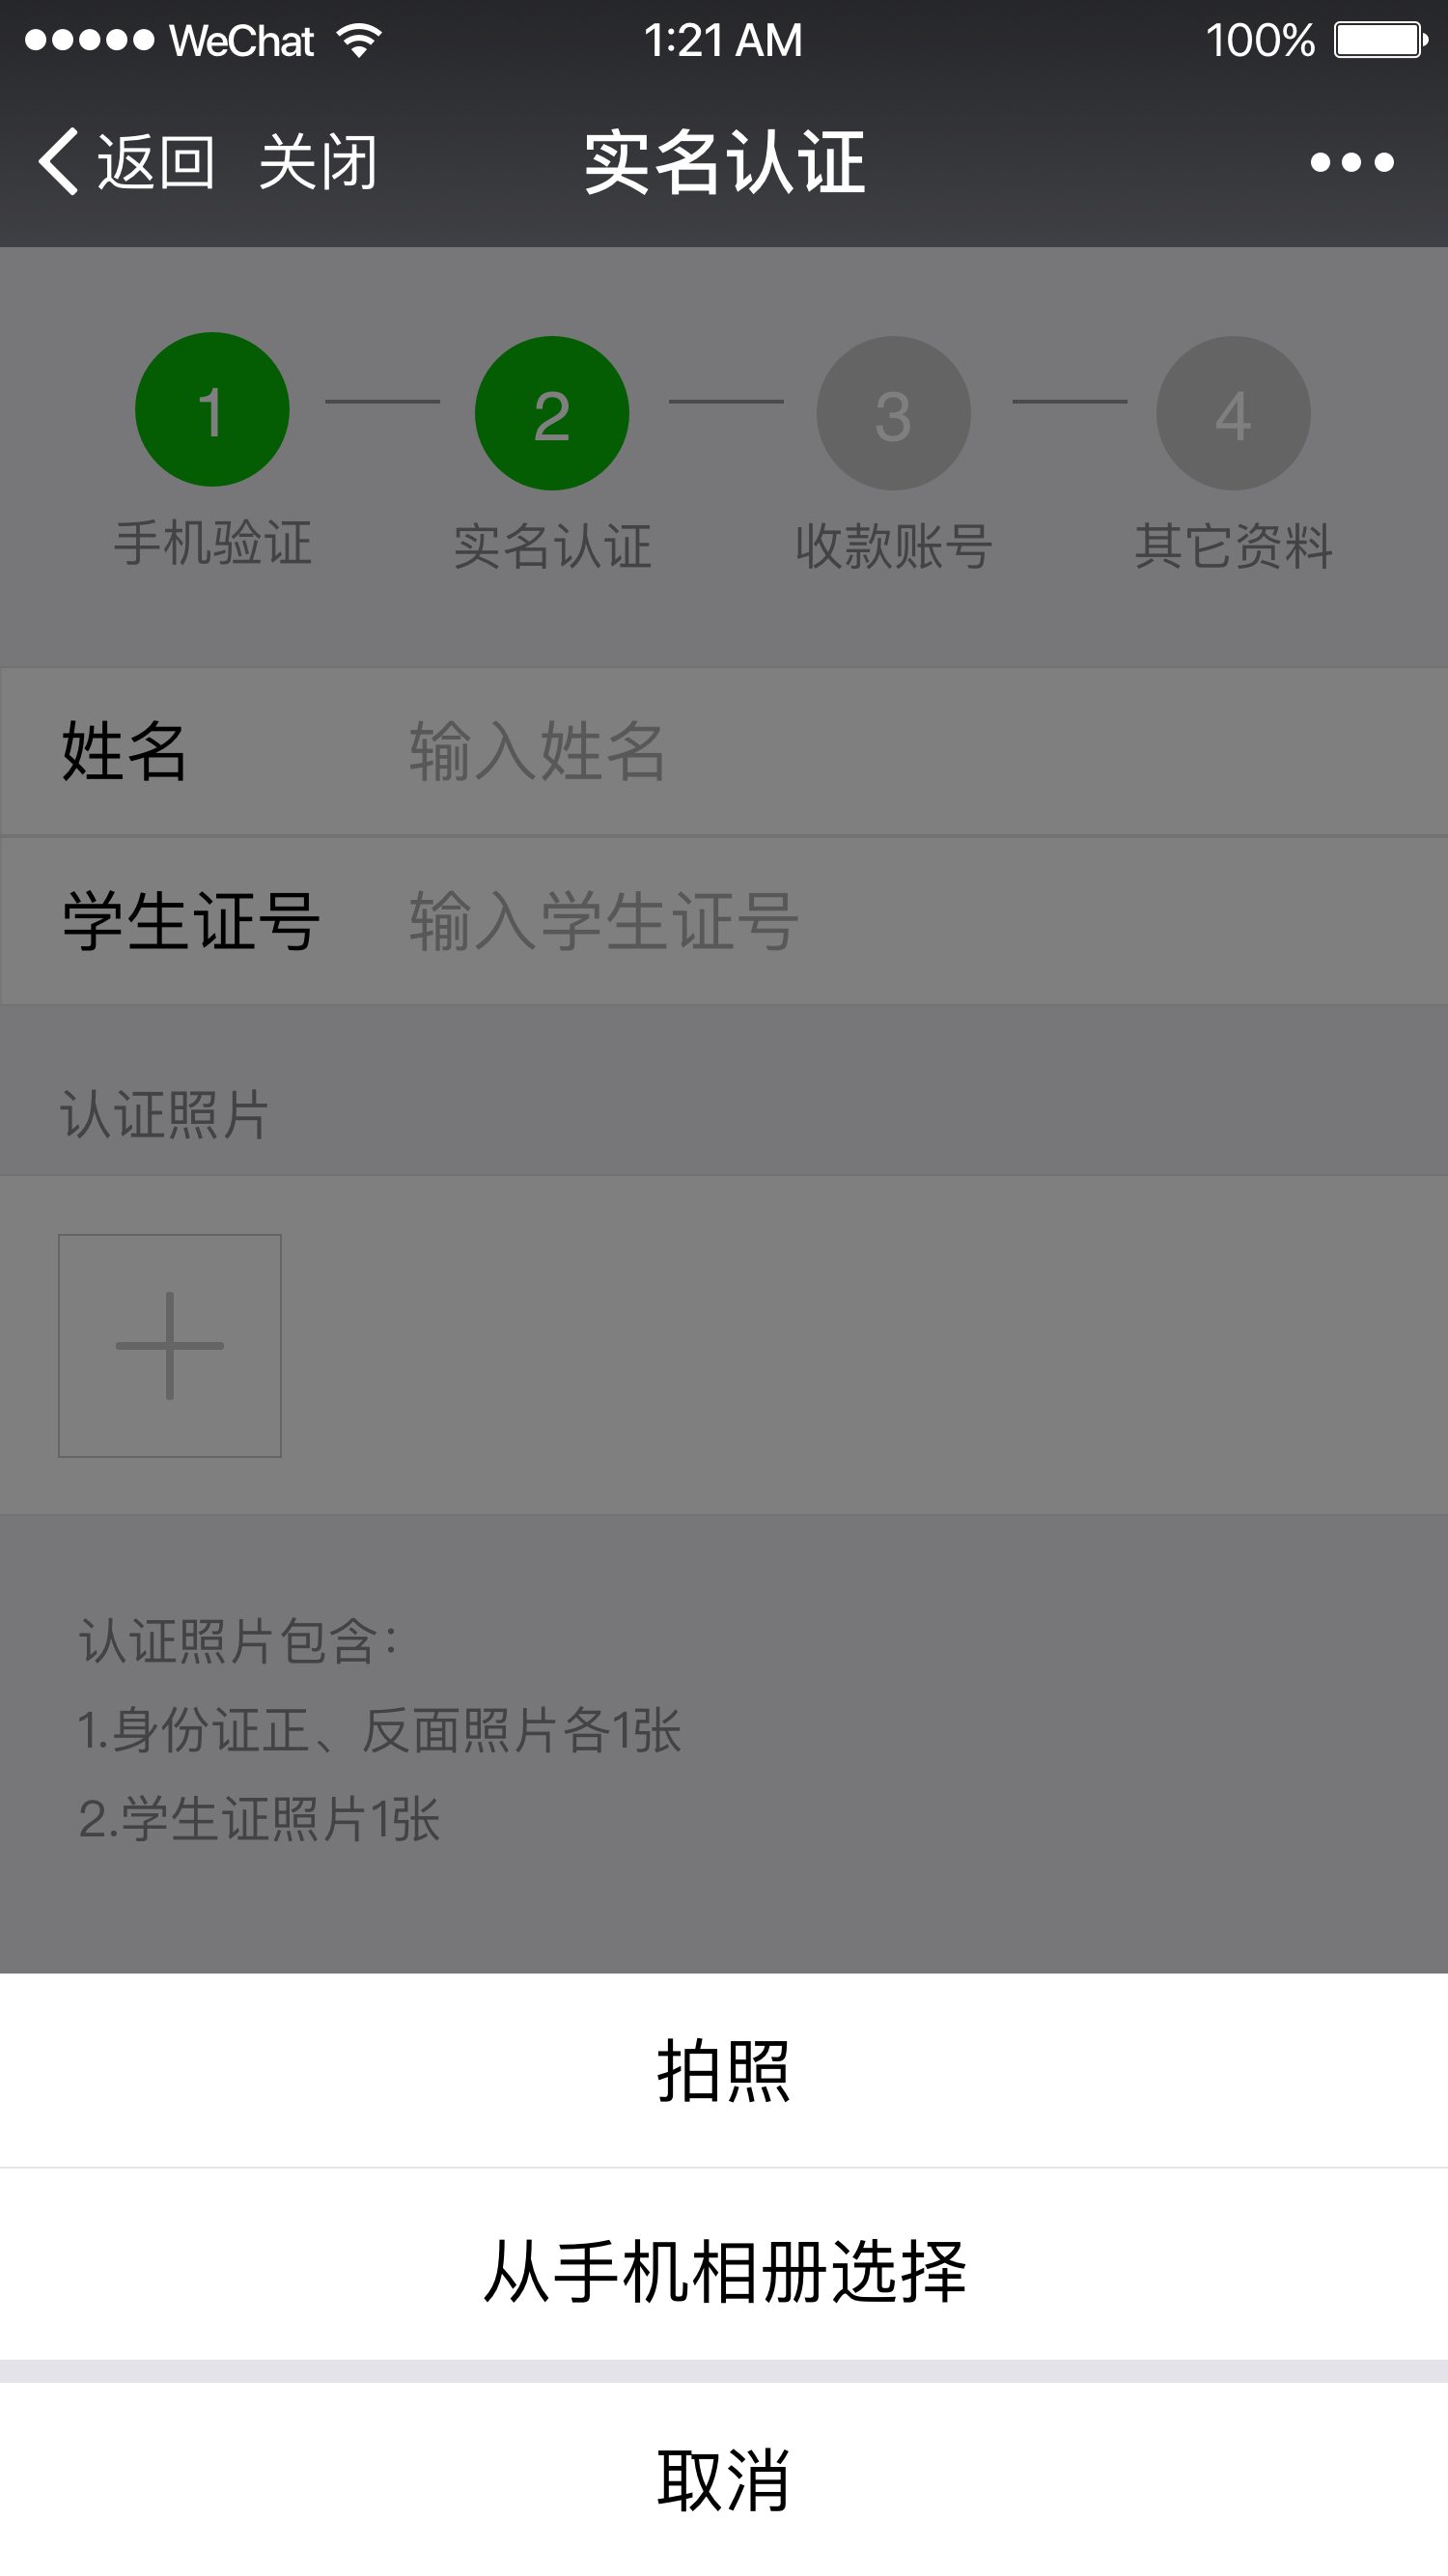 WeChat 1:21 AM 100%
返回 关闭 实名认证
1 2 3 4
手机验证 实名认证 收款账号 其它资料
姓名 输入姓名
学生证号 输入学生证号
认证照片
认证照片包含：
1.身份证正、反面照片各1张
2.学生证照片1张
拍照
从手机相册选择
取消